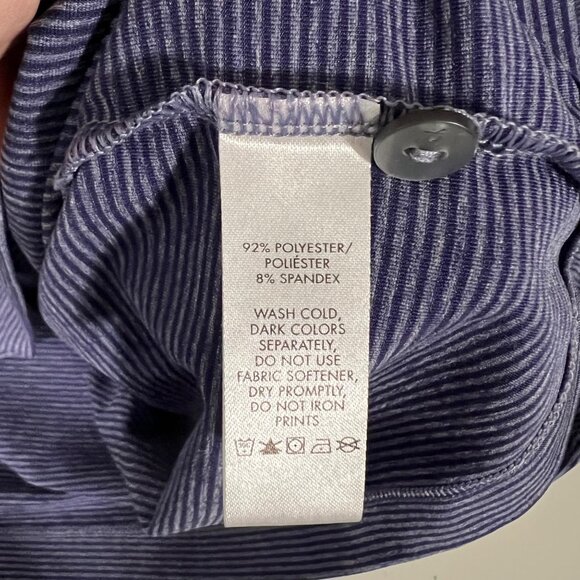 92% POLYESTER/
POLIÉSTER
8% SPANDEX
WASH COLD,
DARK COLORS
SEPARATELY,
DO NOT USE
FABRIC SOFTENER,
DRY PROMPTLY,
DO NOT IRON
PRINTS